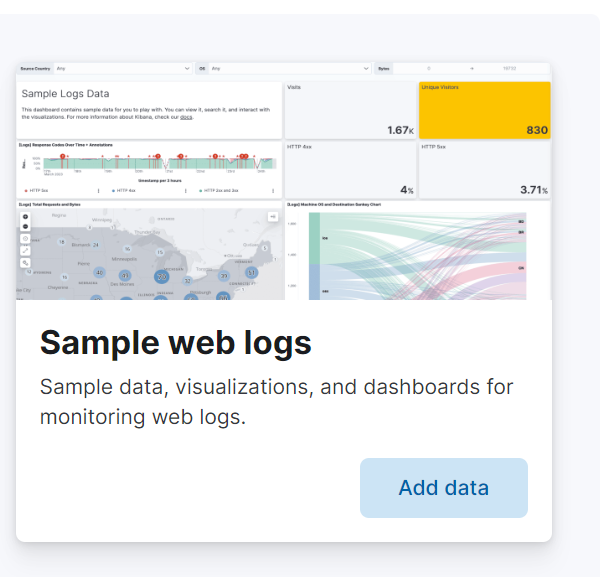 Source Country Any OS Any Bytes
Sample Logs Data
This dashboard contains sample data for you to play with. You can view it, search it, and interact with
the visualizations. For more information about Kibana, check our docs.
Visits
1.67K
Unique Visitors
830
[Logs] Response Codes Over Time + Annotations
timestamp per 3 hours
HTTP 5xx HTTP 4xx HTTP 2xx and 3xx
HTTP 4xx
4%
HTTP 5xx
3.71%
[Logs] Total Requests and Bytes
Regina
Winnipeg
Minneapolis
Cheyenne
[Logs] Machine OS and Destination Sankey Chart
Sample web logs
Sample data, visualizations, and dashboards for
monitoring web logs.
Add data